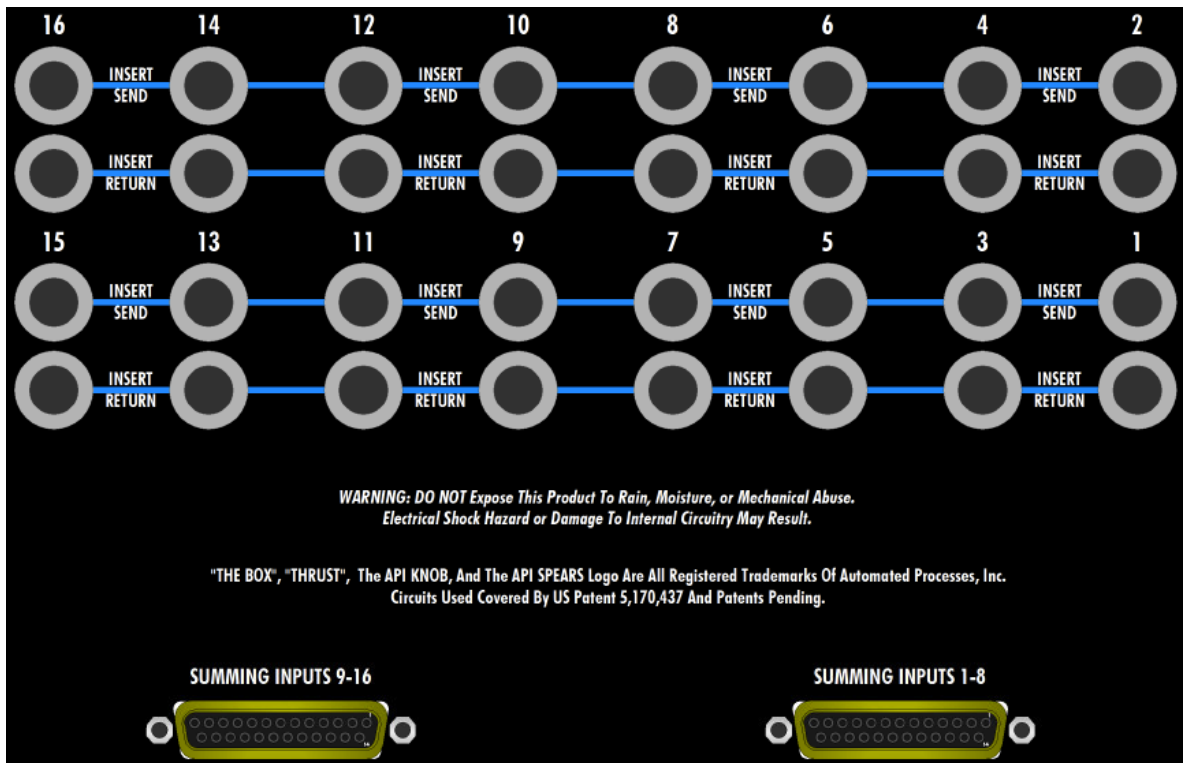 16 14 12 10 8 6 4 2
INSERT INSERT INSERT INSERT
SEND SEND SEND SEND
INSERT INSERT INSERT INSERT
RETURN RETURN RETURN RETURN
15 13 11 9 7 5 3 1
INSERT INSERT INSERT INSERT
SEND SEND SEND SEND
INSERT INSERT INSERT INSERT
RETURN RETURN RETURN RETURN
WARNING: DO NOT Expose This Product To Rain, Moisture, or Mechanical Abuse.
Electrical Shock Hazard or Damage To Internal Circuitry May Result.
"THE BOX", "THRUST", The API KNOB, And The API SPEARS Logo Are All Registered Trademarks Of Automated Processes, Inc.
Circuits Used Covered By US Patent 5,170,437 And Patents Pending.
SUMMING INPUTS 9-16 SUMMING INPUTS 1-8
1 1
14 14